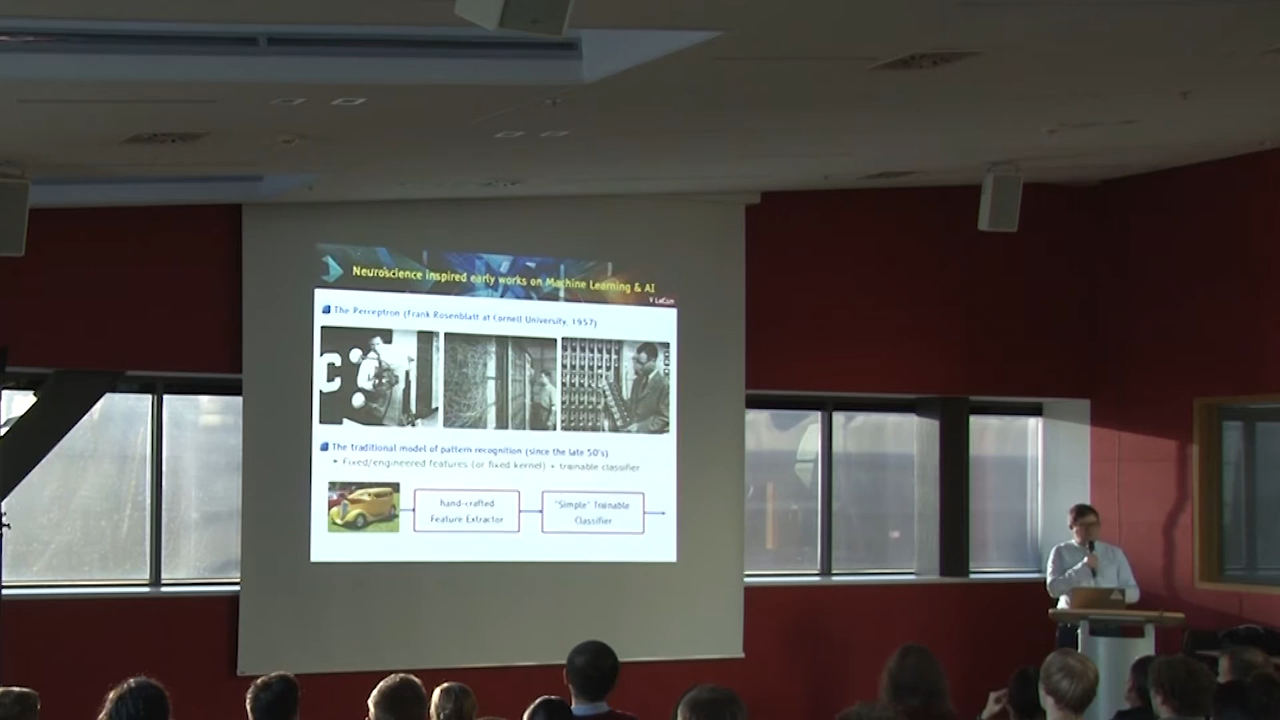 Neuroscience inspired early works on Machine Learning & AI
Y LeCun
The Perceptron (Frank Rosenblatt at Cornell University, 1957)
C
The traditional model of pattern recognition (since the late 50's)
Fixed/engineered features (or fixed kernel) + trainable classifier
hand-crafted
Feature Extractor
"Simple" Trainable
Classifier